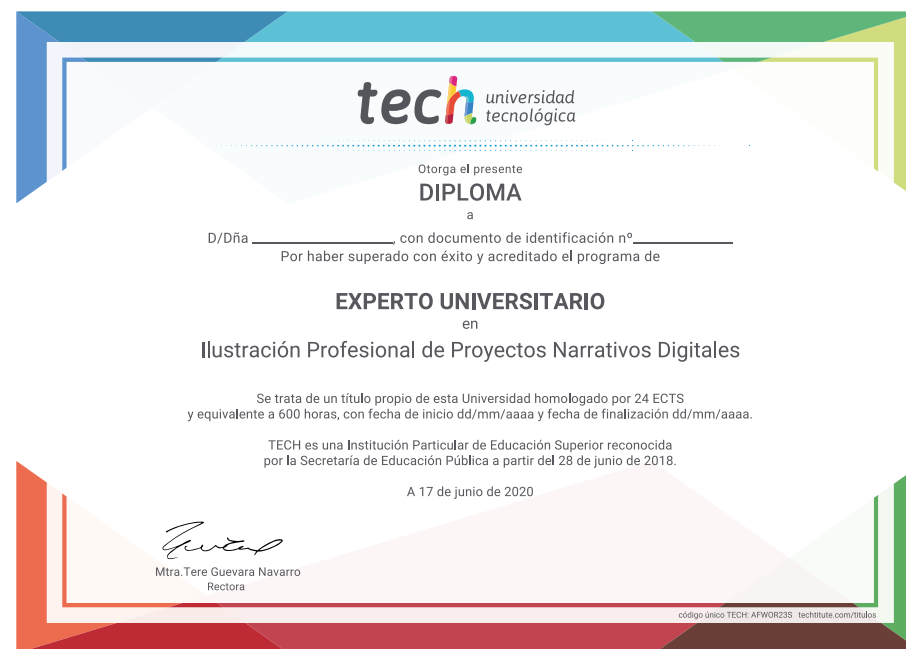 tech universidad
tecnológica
Otorga el presente
DIPLOMA
a
D/Dña ____________, con documento de identificación nº____________
Por haber superado con éxito y acreditado el programa de
EXPERTO UNIVERSITARIO
en
Ilustración Profesional de Proyectos Narrativos Digitales
Se trata de un título propio de esta Universidad homologado por 24 ECTS
y equivalente a 600 horas, con fecha de inicio dd/mm/aaaa y fecha de finalización dd/mm/aaaa.
TECH es una Institución Particular de Educación Superior reconocida
por la Secretaría de Educación Pública a partir del 28 de junio de 2018.
A 17 de junio de 2020
Mtra.Tere Guevara Navarro
Rectora
código único TECH: AFWOR23S techtitute.com/titulos